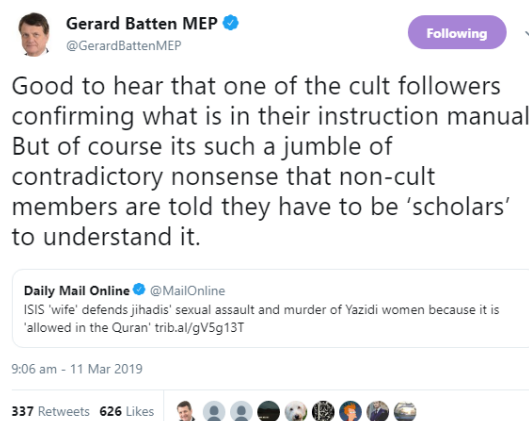 Gerard Batten MEP
@GerardBattenMEP
Following
Good to hear that one of the cult followers
confirming what is in their instruction manual
But of course its such a jumble of
contradictory nonsense that non-cult
members are told they have to be ‘scholars’
to understand it.
Daily Mail Online @MailOnline
ISIS 'wife' defends jihadis' sexual assault and murder of Yazidi women because it is
'allowed in the Quran' trib.al/gV5g13T
9:06 am - 11 Mar 2019
337 Retweets 626 Likes